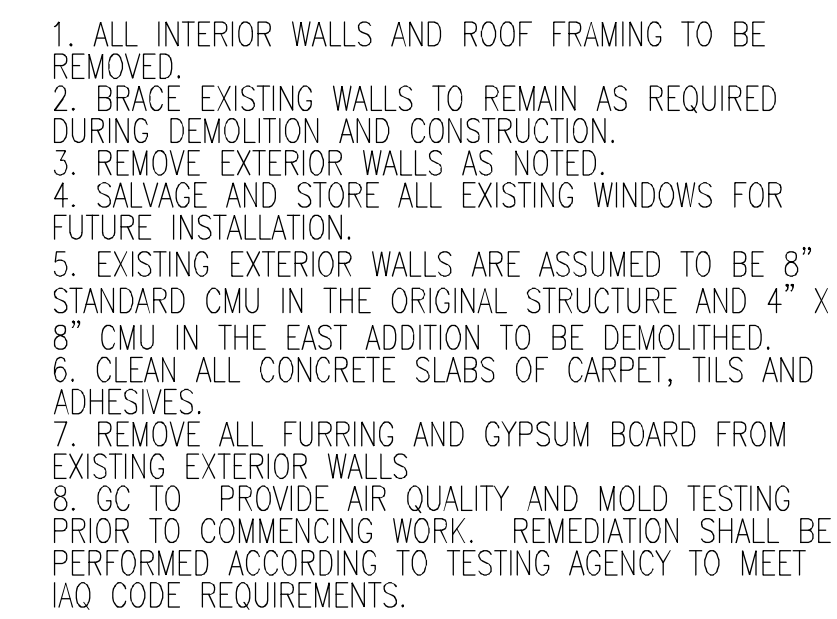 1. ALL INTERIOR WALLS AND ROOF FRAMING TO BE
REMOVED.
2. BRACE EXISTING WALLS TO REMAIN AS REQUIRED
DURING DEMOLITION AND CONSTRUCTION.
3. REMOVE EXTERIOR WALLS AS NOTED.
4. SALVAGE AND STORE ALL EXISTING WINDOWS FOR
FUTURE INSTALLATION.
5. EXISTING EXTERIOR WALLS ARE ASSUMED TO BE 8”
STANDARD CMU IN THE ORIGINAL STRUCTURE AND 4” X
8” CMU IN THE EAST ADDITION TO BE DEMOLITHED.
6. CLEAN ALL CONCRETE SLABS OF CARPET, TILS AND
ADHESIVES.
7. REMOVE ALL FURRING AND GYPSUM BOARD FROM
EXISTING EXTERIOR WALLS
8. GC TO  PROVIDE AIR QUALITY AND MOLD TESTING
PRIOR TO COMMENCING WORK.  REMEDIATION SHALL BE
PERFORMED ACCORDING TO TESTING AGENCY TO MEET
IAQ CODE REQUIREMENTS.